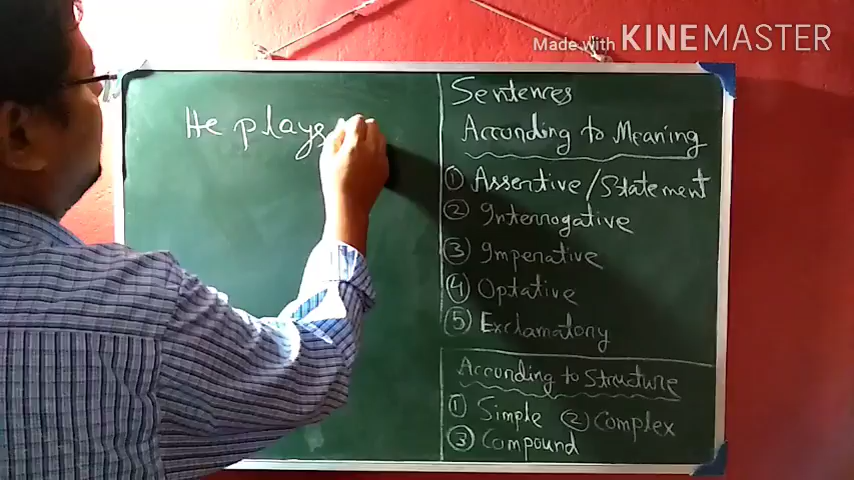 Made with KINEMASTER
He plays
Sentences
According to Meaning
① Assertive/Statement
② Interrogative
③ Imperative
④ Optative
⑤ Exclamatory
According to Structure
① Simple ② Complex
③ Compound